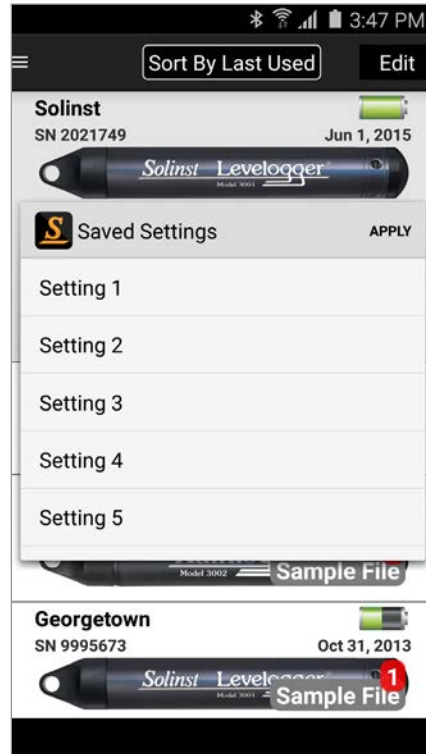 3:47 PM
Sort By Last Used
Edit
Solinst
SN 2021749
Jun 1, 2015
Solinst Levelogger
Model 3001
S Saved Settings
APPLY
Setting 1
Setting 2
Setting 3
Setting 4
Setting 5
Model 3002
Sample File
Georgetown
SN 9995673
Oct 31, 2013
1
Solinst
Model 3001
Sample File